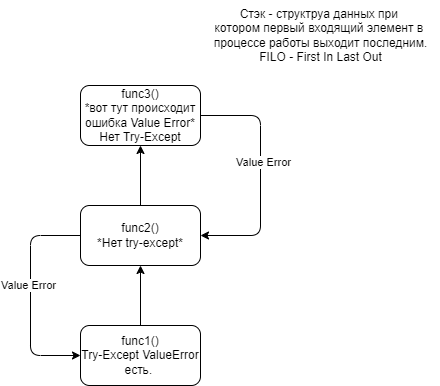 Стэк - структруа данных при
котором первый входящий элемент в
процессе работы выходит последним.
FILO - First In Last Out
func3()
*вот тут происходит
ошибка Value Error*
Нет Try-Except
Value Error
func2()
*Нет try-except*
Value Error
func1()
Try-Except ValueError
есть.